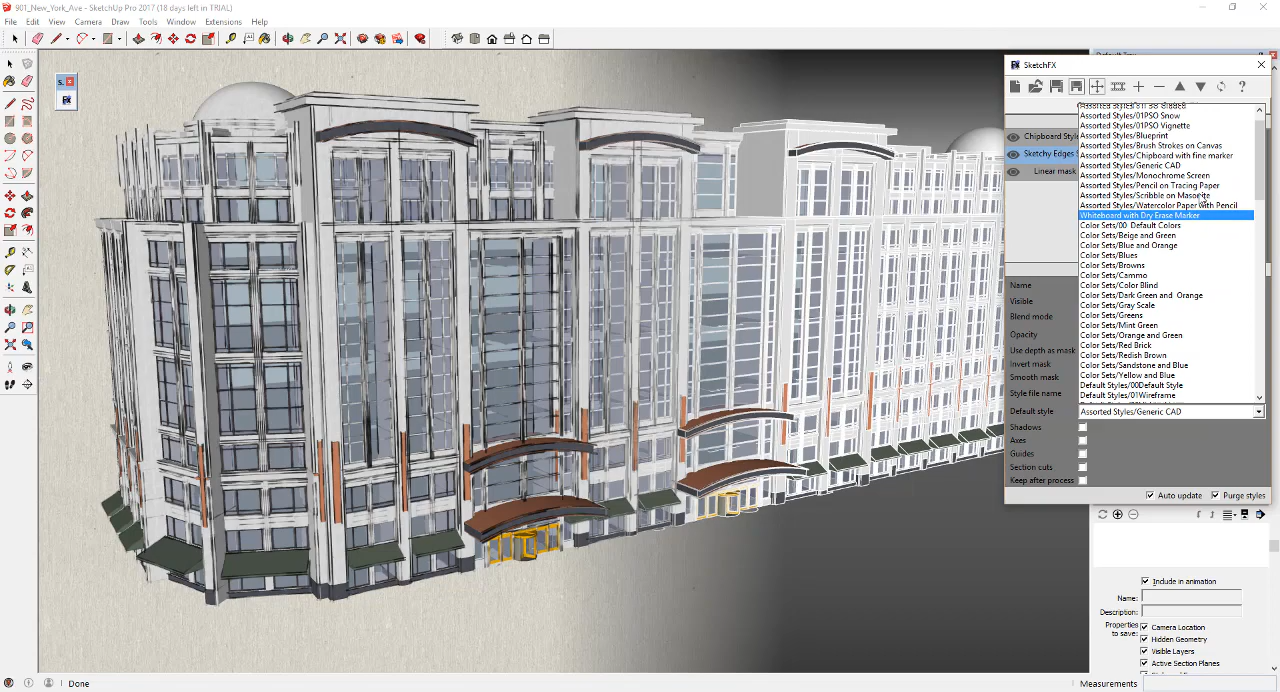 901_New_York_Ave - SketchUp Pro 2017 (18 days left in TRIAL)
File Edit View Camera Draw Tools Window Extensions Help
S..
SketchFX
Assorted Styles/01PSO Snow
Assorted Styles/01PSO Vignette
Assorted Styles/Blueprint
Assorted Styles/Brush Strokes on Canvas
Assorted Styles/Chipboard with fine marker
Assorted Styles/Generic CAD
Assorted Styles/Monochrome Screen
Assorted Styles/Pencil on Tracing Paper
Assorted Styles/Scribble on Masonite
Assorted Styles/Watercolor Paper with Pencil
Whiteboard with Dry Erase Marker
Color Sets/00 Default Colors
Color Sets/Beige and Green
Color Sets/Blue and Orange
Color Sets/Blues
Color Sets/Browns
Color Sets/Cammo
Color Sets/Color Blind
Color Sets/Dark Green and Orange
Color Sets/Gray Scale
Color Sets/Greens
Color Sets/Mint Green
Color Sets/Orange and Green
Color Sets/Red Brick
Color Sets/Redish Brown
Color Sets/Sandstone and Blue
Color Sets/Yellow and Blue
Default Styles/00Default Style
Default Styles/01Wireframe
Chipboard Style
Sketchy Edges S
Linear mask
Name
Visible
Blend mode
Opacity
Use depth as mask
Invert mask
Smooth mask
Style file name
Default style Assorted Styles/Generic CAD
Shadows
Axes
Guides
Section cuts
Keep after process
Auto update Purge styles
Include in animation
Name:
Description:
Properties to save:
Camera Location
Hidden Geometry
Visible Layers
Active Section Planes
Done
Measurements